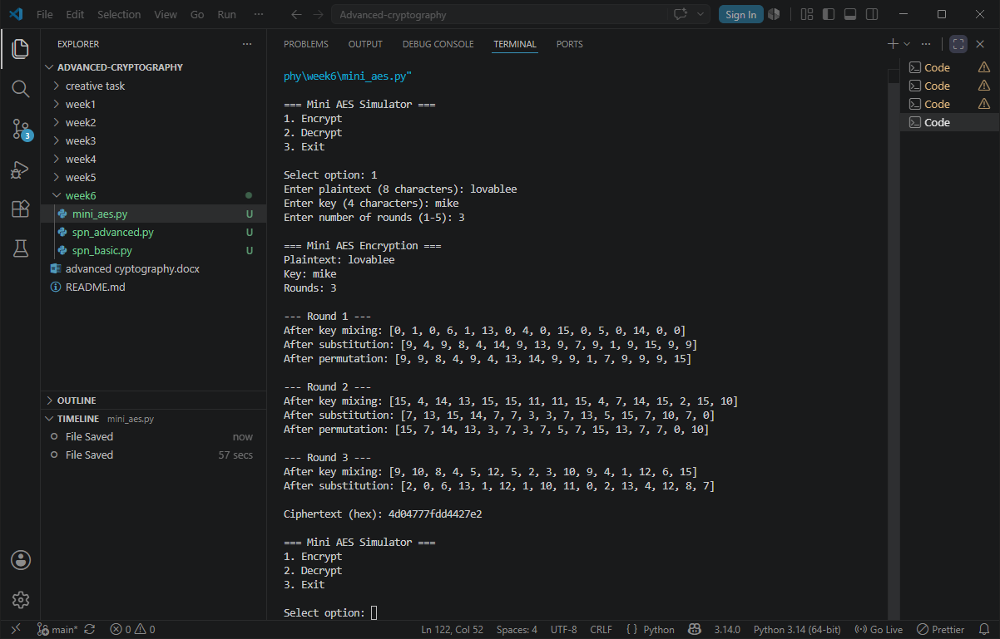 File Edit Selection View Go Run ··· Advanced-cryptography Sign In
EXPLORER ···
ADVANCED-CRYPTOGRAPHY
creative task
week1
week2
week3
week4
week5
week6
mini_aes.py U
spn_advanced.py U
spn_basic.py U
advanced cyptography.docx
README.md
3
OUTLINE
TIMELINE mini_aes.py
File Saved now
File Saved 57 secs
PROBLEMS OUTPUT DEBUG CONSOLE TERMINAL PORTS
Code
Code
Code
Code
phy\week6\mini_aes.py"
=== Mini AES Simulator ===
1. Encrypt
2. Decrypt
3. Exit
Select option: 1
Enter plaintext (8 characters): lovablee
Enter key (4 characters): mike
Enter number of rounds (1-5): 3
=== Mini AES Encryption ===
Plaintext: lovablee
Key: mike
Rounds: 3
--- Round 1 ---
After key mixing: [0, 1, 0, 6, 1, 13, 0, 4, 0, 15, 0, 5, 0, 14, 0, 0]
After substitution: [9, 4, 9, 8, 4, 14, 9, 13, 9, 7, 9, 1, 9, 15, 9, 9]
After permutation: [9, 9, 8, 4, 9, 4, 13, 14, 9, 9, 1, 7, 9, 9, 9, 15]
--- Round 2 ---
After key mixing: [15, 4, 14, 13, 15, 15, 11, 11, 15, 4, 7, 14, 15, 2, 15, 10]
After substitution: [7, 13, 15, 14, 7, 7, 3, 3, 7, 13, 5, 15, 7, 10, 7, 0]
After permutation: [15, 7, 14, 13, 3, 7, 3, 7, 5, 7, 15, 13, 7, 7, 0, 10]
--- Round 3 ---
After key mixing: [9, 10, 8, 4, 5, 12, 5, 2, 3, 10, 9, 4, 1, 12, 6, 15]
After substitution: [2, 0, 6, 13, 1, 12, 1, 10, 11, 0, 2, 13, 4, 12, 8, 7]
Ciphertext (hex): 4d04777fdd4427e2
=== Mini AES Simulator ===
1. Encrypt
2. Decrypt
3. Exit
Select option:
main* 0 0 Ln 122, Col 52 Spaces: 4 UTF-8 CRLF { } Python 3.14.0 Python 3.14 (64-bit) Go Live Prettier